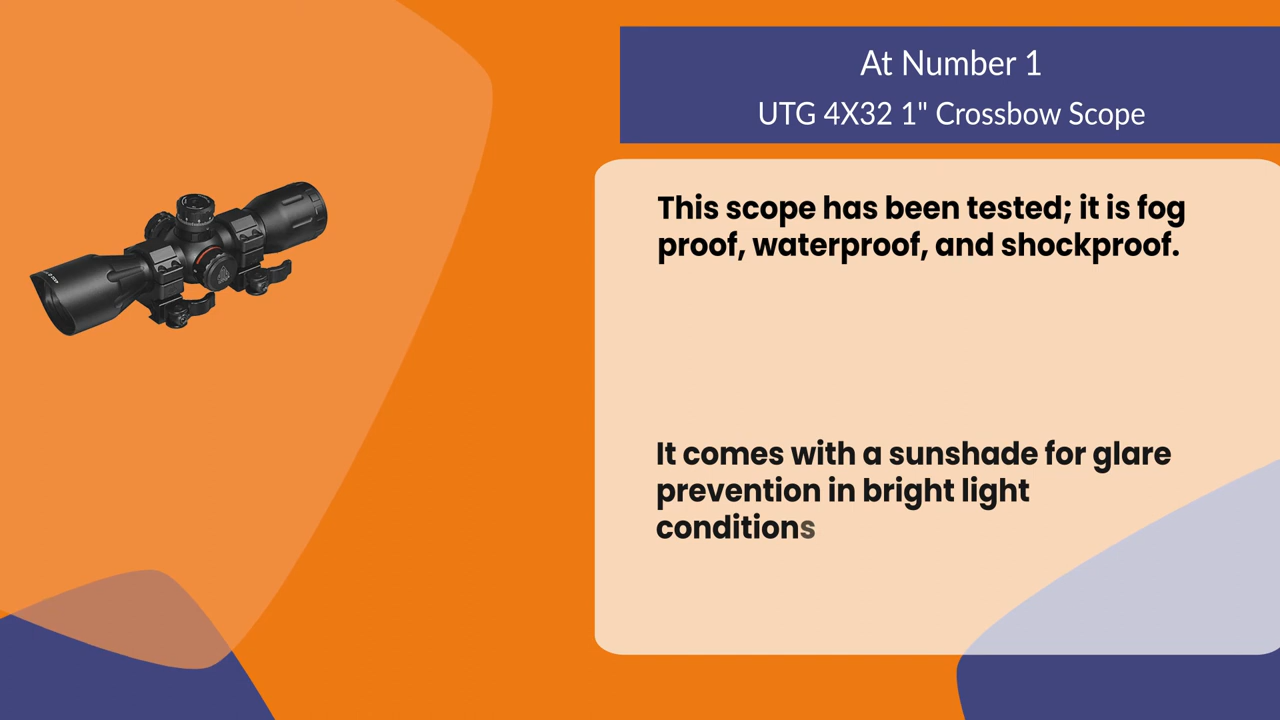 At Number 1
UTG 4X32 1" Crossbow Scope
This scope has been tested; it is fog
proof, waterproof, and shockproof.
It comes with a sunshade for glare
prevention in bright light
conditions